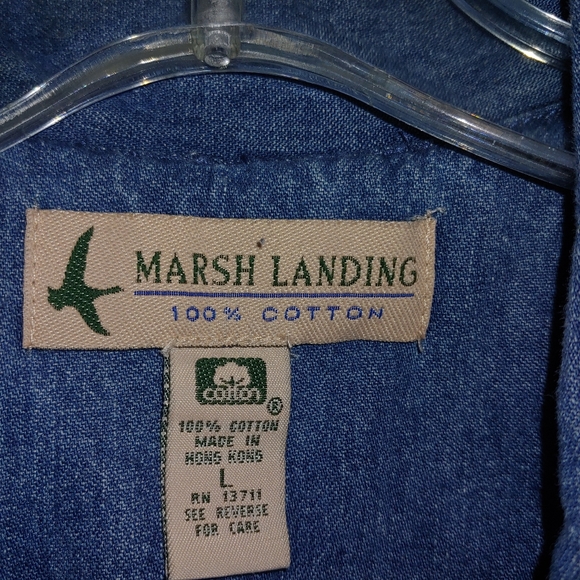 MARSH LANDING
100% COTTON
cotton
®
100% COTTON
MADE IN
HONG KONG
L
RN 13711
SEE REVERSE
FOR CARE